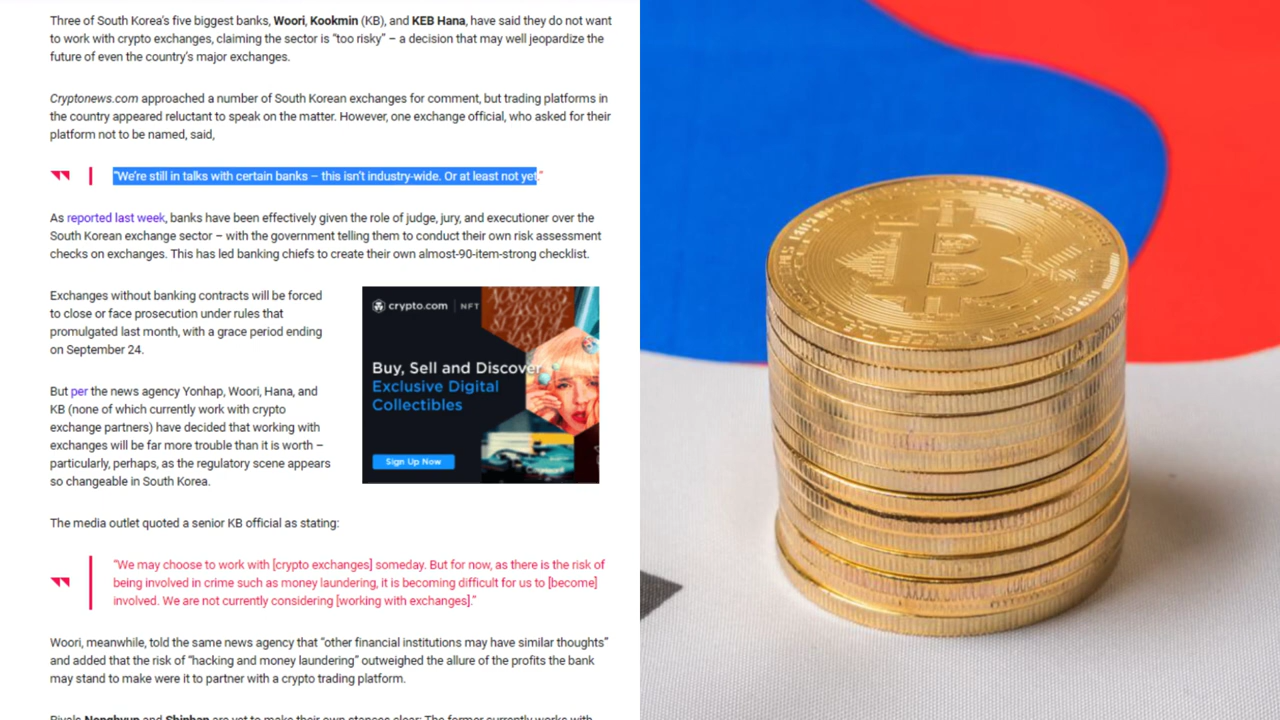 Three of South Korea's five biggest banks, Woori, Kookmin (KB), and KEB Hana, have said they do not want
to work with crypto exchanges, claiming the sector is “too risky” – a decision that may well jeopardize the
future of even the country’s major exchanges.
Cryptonews.com approached a number of South Korean exchanges for comment, but trading platforms in
the country appeared reluctant to speak on the matter. However, one exchange official, who asked for their
platform not to be named, said,
“We’re still in talks with certain banks – this isn’t industry-wide. Or at least not yet.”
As reported last week, banks have been effectively given the role of judge, jury, and executioner over the
South Korean exchange sector – with the government telling them to conduct their own risk assessment
checks on exchanges. This has led banking chiefs to create their own almost-90-item-strong checklist.
Exchanges without banking contracts will be forced
to close or face prosecution under rules that
promulgated last month, with a grace period ending
on September 24.
crypto.com | NFT
Buy, Sell and Discover
Exclusive Digital
Collectibles
Sign Up Now
But per the news agency Yonhap, Woori, Hana, and
KB (none of which currently work with crypto
exchange partners) have decided that working with
exchanges will be far more trouble than it is worth –
particularly, perhaps, as the regulatory scene appears
so changeable in South Korea.
The media outlet quoted a senior KB official as stating:
“We may choose to work with [crypto exchanges] someday. But for now, as there is the risk of
being involved in crime such as money laundering, it is becoming difficult for us to [become]
involved. We are not currently considering [working with exchanges].”
Woori, meanwhile, told the same news agency that “other financial institutions may have similar thoughts”
and added that the risk of “hacking and money laundering” outweighed the allure of the profits the bank
may stand to make were it to partner with a crypto trading platform.
Rivals Nonghyup and Shinhan are yet to make their own stances clear: The former currently works with